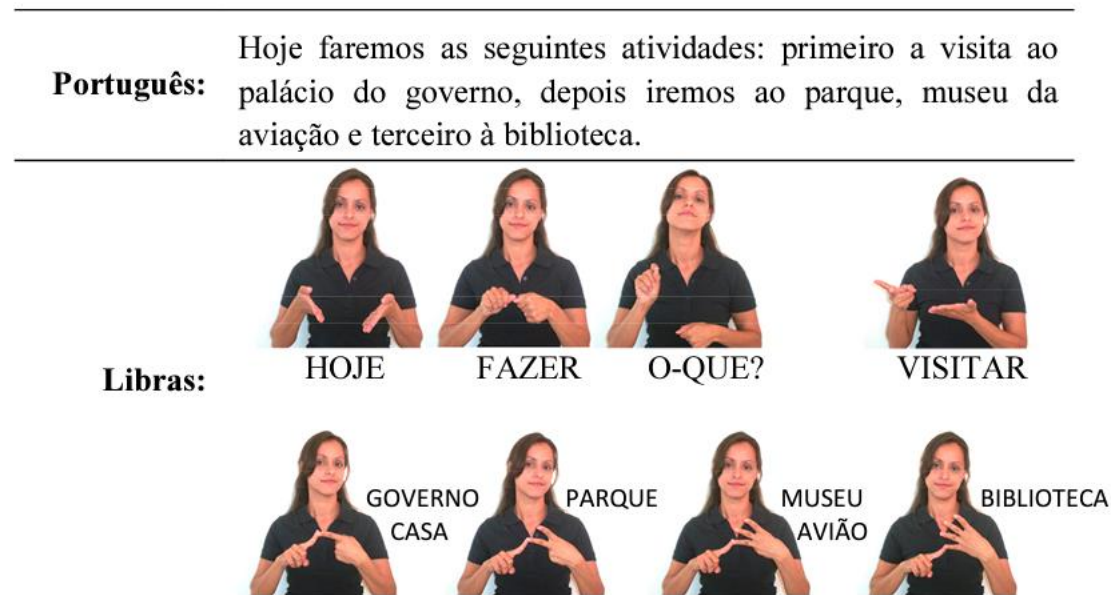 Português:
Hoje faremos as seguintes atividades: primeiro a visita ao
palácio do governo, depois iremos ao parque, museu da
aviação e terceiro à biblioteca.
Libras:
HOJE FAZER O-QUE? VISITAR
GOVERNO PARQUE MUSEU BIBLIOTECA
CASA AVIÃO